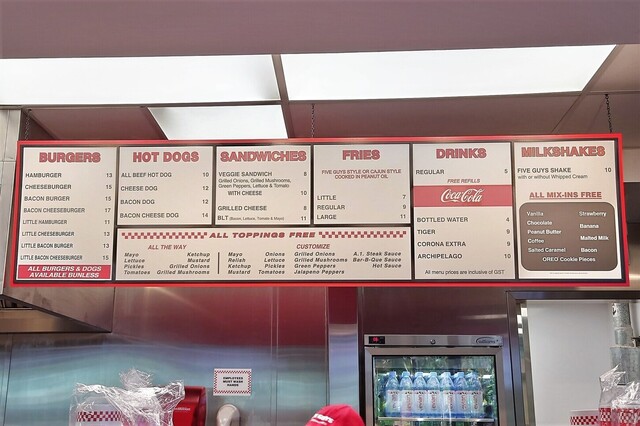 BURGERS
HAMBURGER 13
CHEESEBURGER 15
BACON BURGER 15
BACON CHEESEBURGER 17
LITTLE HAMBURGER 11
LITTLE CHEESEBURGER 13
LITTLE BACON BURGER 13
LITTLE BACON CHEESEBURGER 15
ALL BURGERS & DOGS
AVAILABLE BUNLESS
HOT DOGS
ALL BEEF HOT DOG 10
CHEESE DOG 12
BACON DOG 12
BACON CHEESE DOG 14
SANDWICHES
VEGGIE SANDWICH 8
Grilled Onions, Grilled Mushrooms,
Green Peppers, Lettuce & Tomato
WITH CHEESE 10
GRILLED CHEESE 8
BLT (Bacon, Lettuce, Tomato & Mayo) 11
FRIES
FIVE GUYS STYLE OR CAJUN STYLE
COOKED IN PEANUT OIL
LITTLE 7
REGULAR 9
LARGE 11
ALL TOPPINGS FREE
ALL THE WAY
Mayo Ketchup
Lettuce Mustard
Pickles Grilled Onions
Tomatoes Grilled Mushrooms
CUSTOMIZE
Mayo Onions Grilled Onions A.1. Steak Sauce
Relish Lettuce Grilled Mushrooms Bar-B-Que Sauce
Ketchup Pickles Green Peppers Hot Sauce
Mustard Tomatoes Jalapeno Peppers
DRINKS
REGULAR 5
FREE REFILLS
Coca-Cola
BOTTLED WATER 4
TIGER 9
CORONA EXTRA 9
ARCHIPELAGO 10
All menu prices are inclusive of GST
MILKSHAKES
FIVE GUYS SHAKE 10
with or without Whipped Cream
ALL MIX-INS FREE
Vanilla Strawberry
Chocolate Banana
Peanut Butter Malted Milk
Coffee Bacon
Salted Caramel
OREO Cookie Pieces
EMPLOYEES
MUST WASH
HANDS
Williams